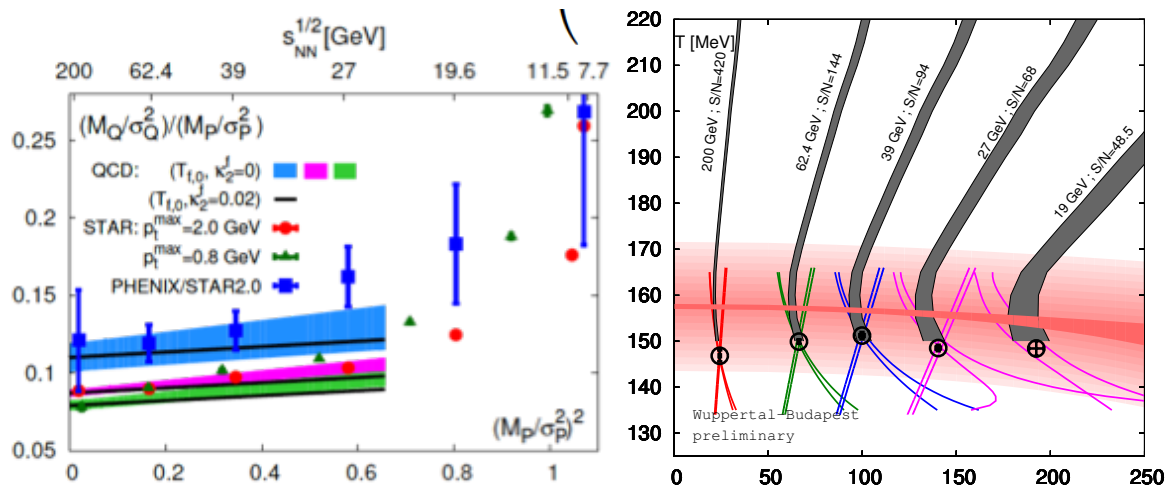 s_NN^1/2 [GeV]
200 62.4 39 27 19.6 11.5 7.7
(M_Q/σ_Q^2)/(M_P/σ_P^2)
QCD: (T_f,0, κ_2^f=0)
(T_f,0, κ_2^f=0.02)
STAR: p_t^max=2.0 GeV
p_t^max=0.8 GeV
PHENIX/STAR2.0
(M_P/σ_P^2)^2
0.25
0.2
0.15
0.1
0.05
0 0.2 0.4 0.6 0.8 1
T [MeV]
200 GeV ; S/N=420
62.4 GeV ; S/N=144
39 GeV ; S/N=94
27 GeV ; S/N=68
19 GeV ; S/N=48.5
220
210
200
190
180
170
160
150
140
130
Wuppertal-Budapest
preliminary
0 50 100 150 200 250